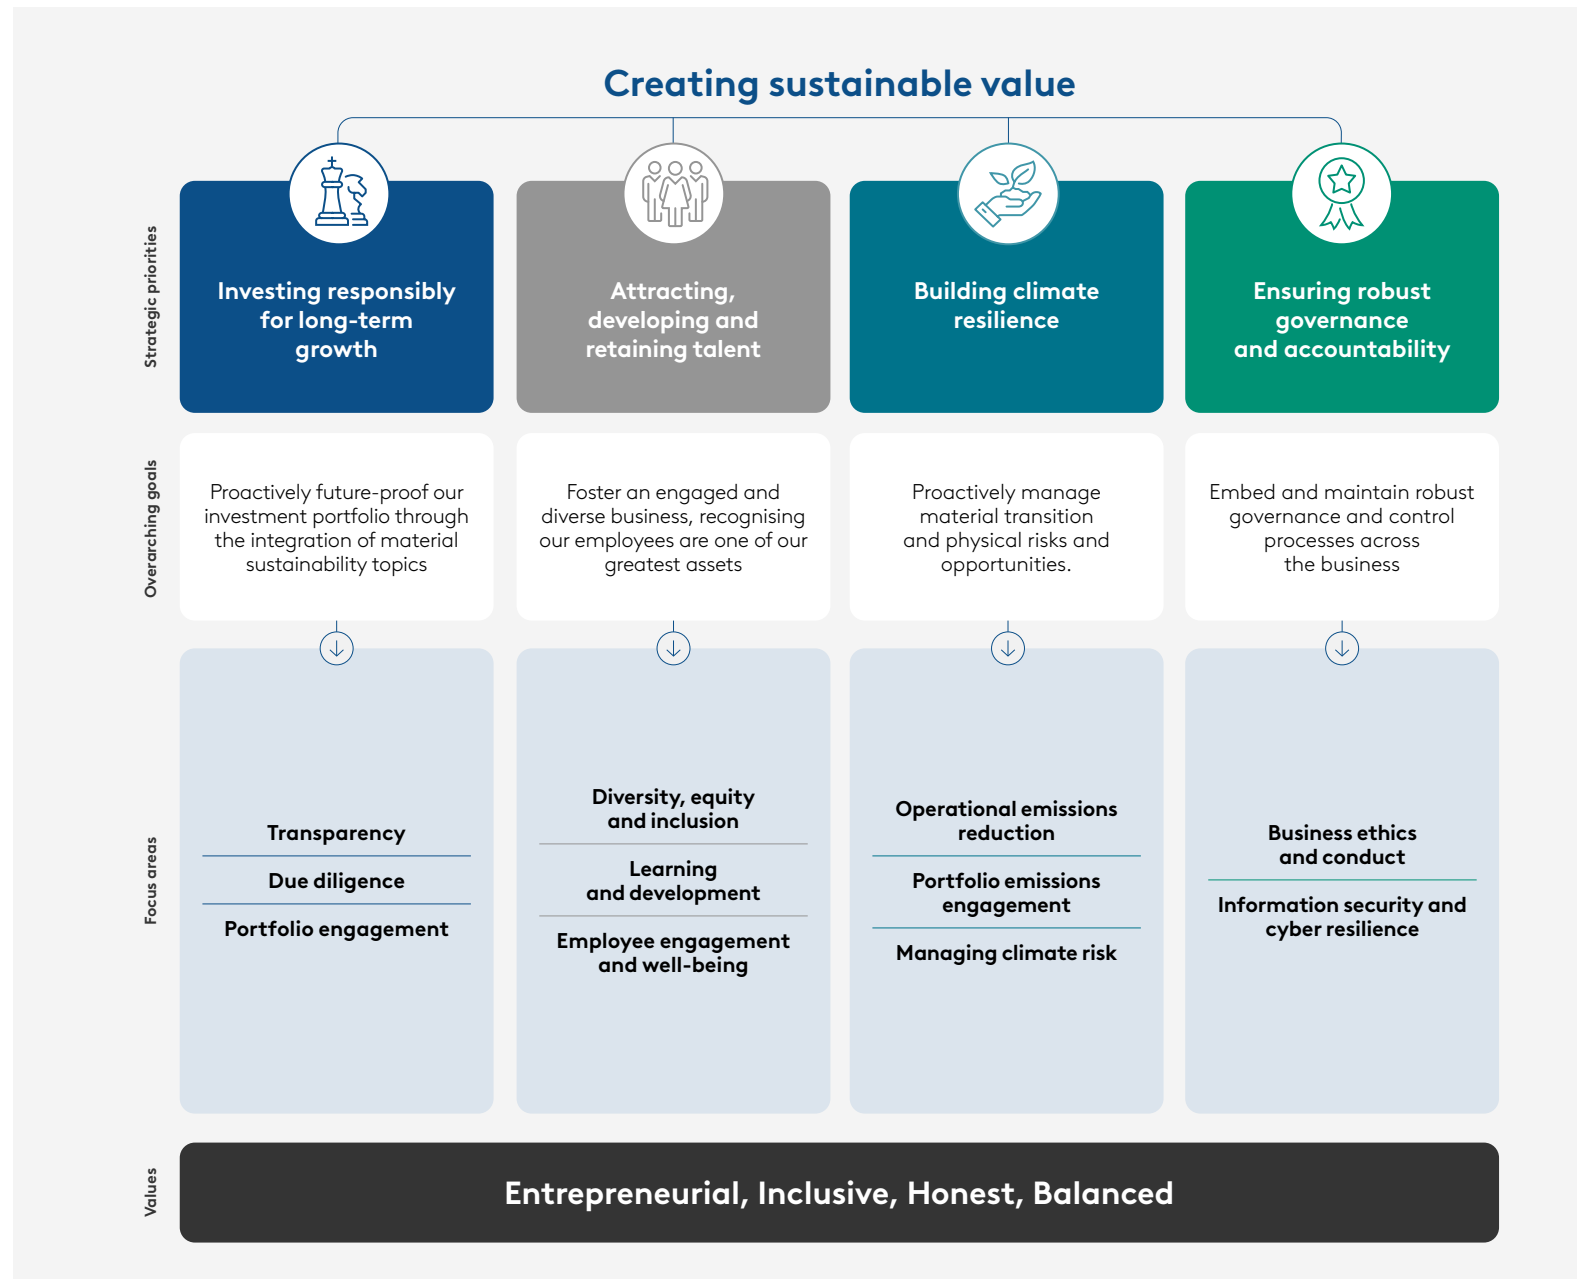 Creating sustainable value
Strategic priorities
Investing responsibly
for long-term
growth
Attracting,
developing and
retaining talent
Building climate
resilience
Ensuring robust
governance
and accountability
Overarching goals
Proactively future-proof our
investment portfolio through
the integration of material
sustainability topics
Foster an engaged and
diverse business, recognising
our employees are one of our
greatest assets
Proactively manage
material transition
and physical risks and
opportunities.
Embed and maintain robust
governance and control
processes across
the business
Focus areas
Transparency
Due diligence
Portfolio engagement
Diversity, equity
and inclusion
Learning
and development
Employee engagement
and well-being
Operational emissions
reduction
Portfolio emissions
engagement
Managing climate risk
Business ethics
and conduct
Information security and
cyber resilience
Values
Entrepreneurial, Inclusive, Honest, Balanced